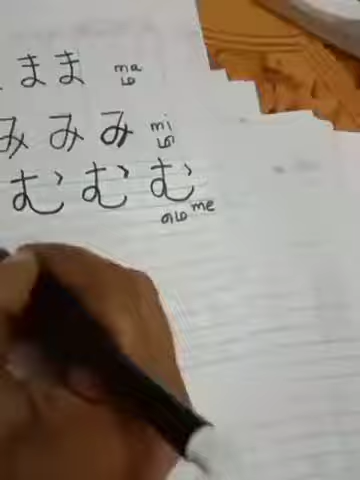 ま ま ma
ம
み み み mi
மி
む む む me
மெ